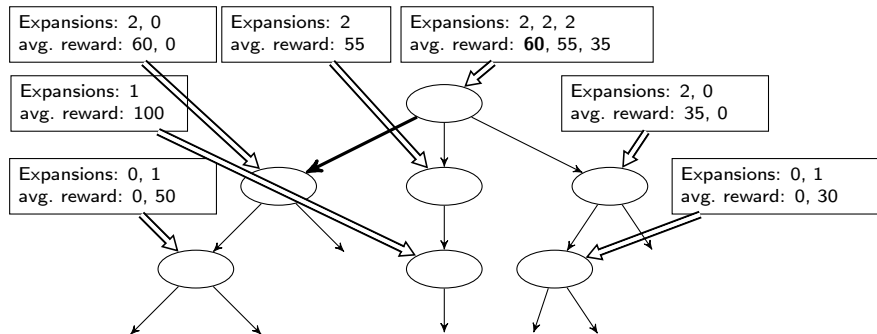 Expansions: 2, 0
avg. reward: 60, 0
Expansions: 2
avg. reward: 55
Expansions: 2, 2, 2
avg. reward: 60, 55, 35
Expansions: 1
avg. reward: 100
Expansions: 2, 0
avg. reward: 35, 0
Expansions: 0, 1
avg. reward: 0, 50
Expansions: 0, 1
avg. reward: 0, 30